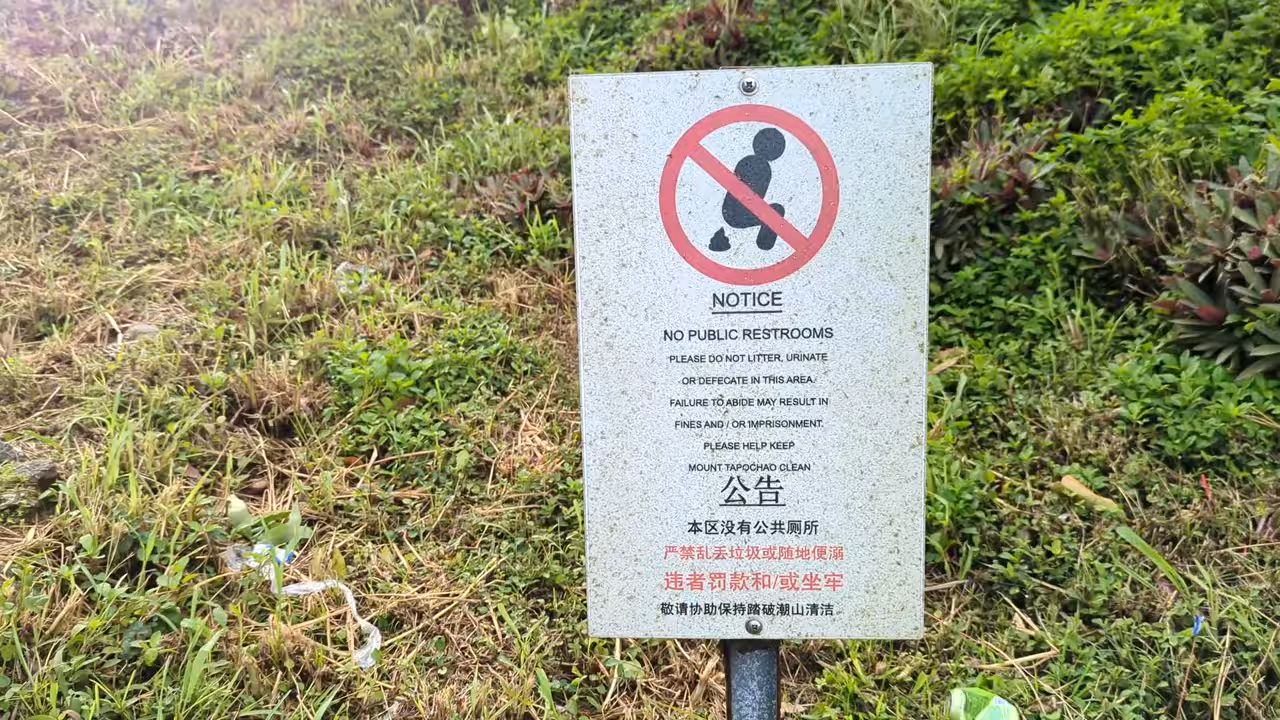 NOTICE
NO PUBLIC RESTROOMS
PLEASE DO NOT LITTER, URINATE
OR DEFECATE IN THIS AREA.
FAILURE TO ABIDE MAY RESULT IN
FINES AND / OR IMPRISONMENT.
PLEASE HELP KEEP
MOUNT TAPOCHAO CLEAN
公告
本区没有公共厕所
严禁乱丢垃圾或随地便溺
违者罚款和/或坐牢
敬请协助保持踏破潮山清洁